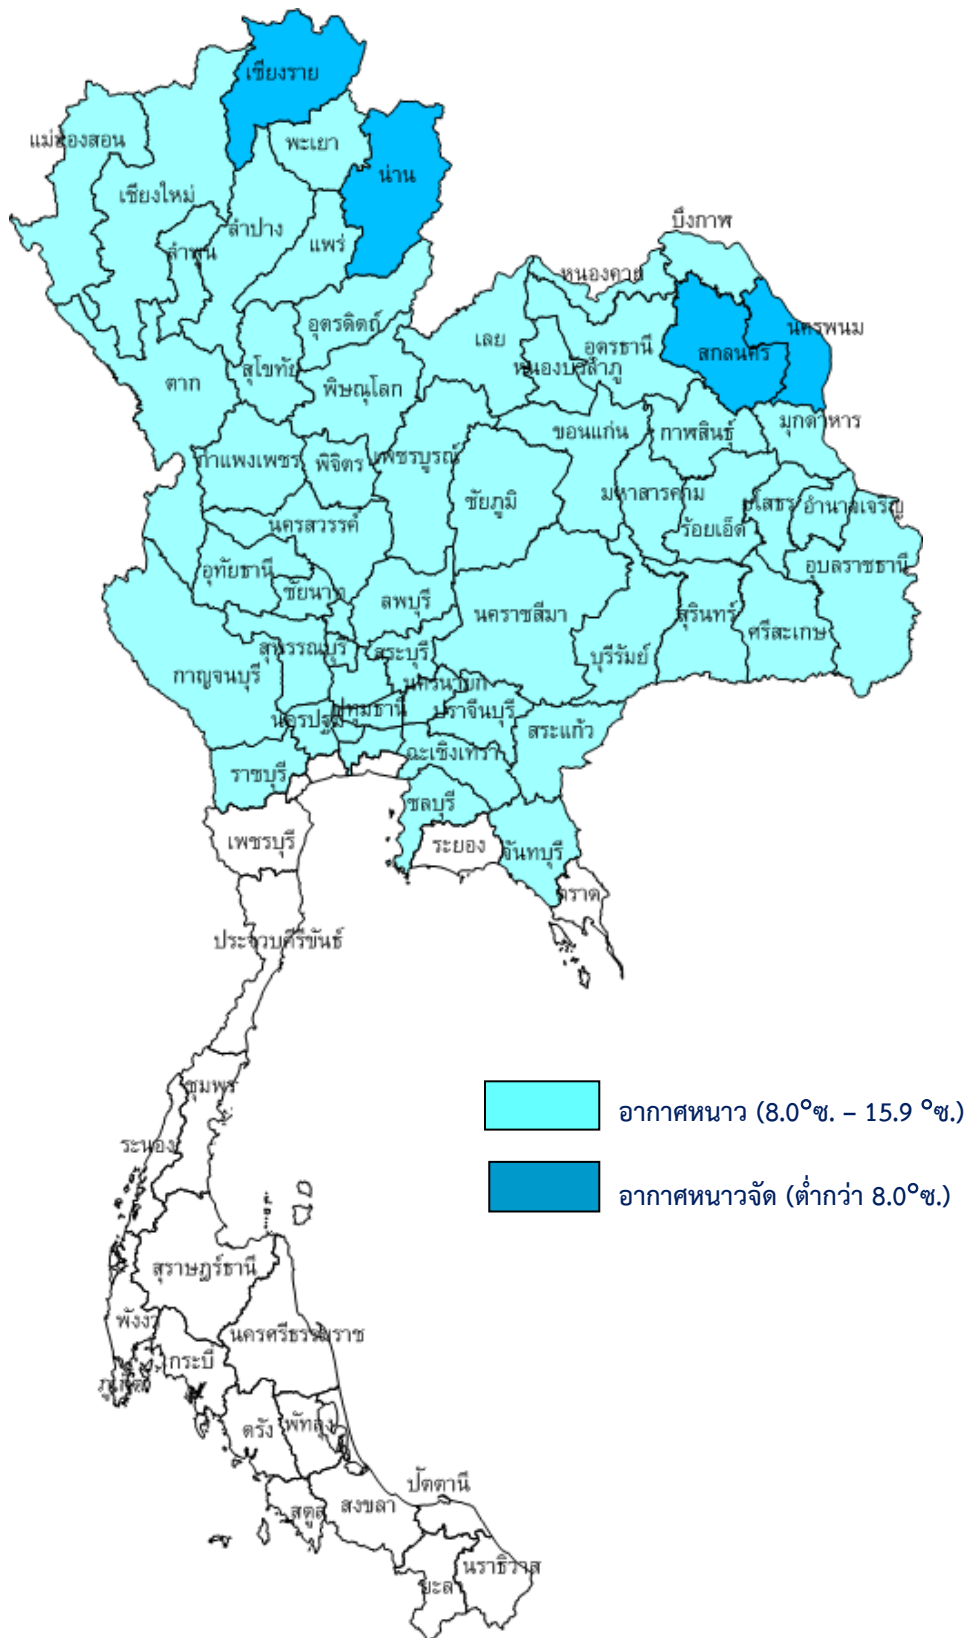 เชียงราย
แม่ฮ่องสอน
พะเยา
น่าน
เชียงใหม่
ลำปาง
แพร่
ลำพูน
บึงกาฬ
หนองคาย
นครพนม
อุตรดิตถ์
เลย
อุดรธานี
สกลนคร
สุโขทัย
หนองบัวลำภู
ตาก
พิษณุโลก
มุกดาหาร
ขอนแก่น
กาฬสินธุ์
กำแพงเพชร
พิจิตร
เพชรบูรณ์
ชัยภูมิ
มหาสารคาม
ยโสธร
อำนาจเจริญ
นครสวรรค์
ร้อยเอ็ด
อุทัยธานี
อุบลราชธานี
ชัยนาท
ลพบุรี
นคราชสีมา
สุรินทร์
ศรีสะเกษ
สุพรรณบุรี
สระบุรี
บุรีรัมย์
กาญจนบุรี
นครนายก
นครปฐม
ปทุมธานี
ปราจีนบุรี
สระแก้ว
ฉะเชิงเทรา
ราชบุรี
ชลบุรี
เพชรบุรี
ระยอง
จันทบุรี
ตราด
ประจวบคีรีขันธ์
ชุมพร
อากาศหนาว (8.0°ซ. – 15.9 °ซ.)
ระนอง
อากาศหนาวจัด (ต่ำกว่า 8.0°ซ.)
สุราษฎร์ธานี
พังงา
นครศรีธรรมราช
กระบี่
ภูเก็ต
ตรัง
พัทลุง
ปัตตานี
สตูล
สงขลา
นราธิวาส
ยะลา